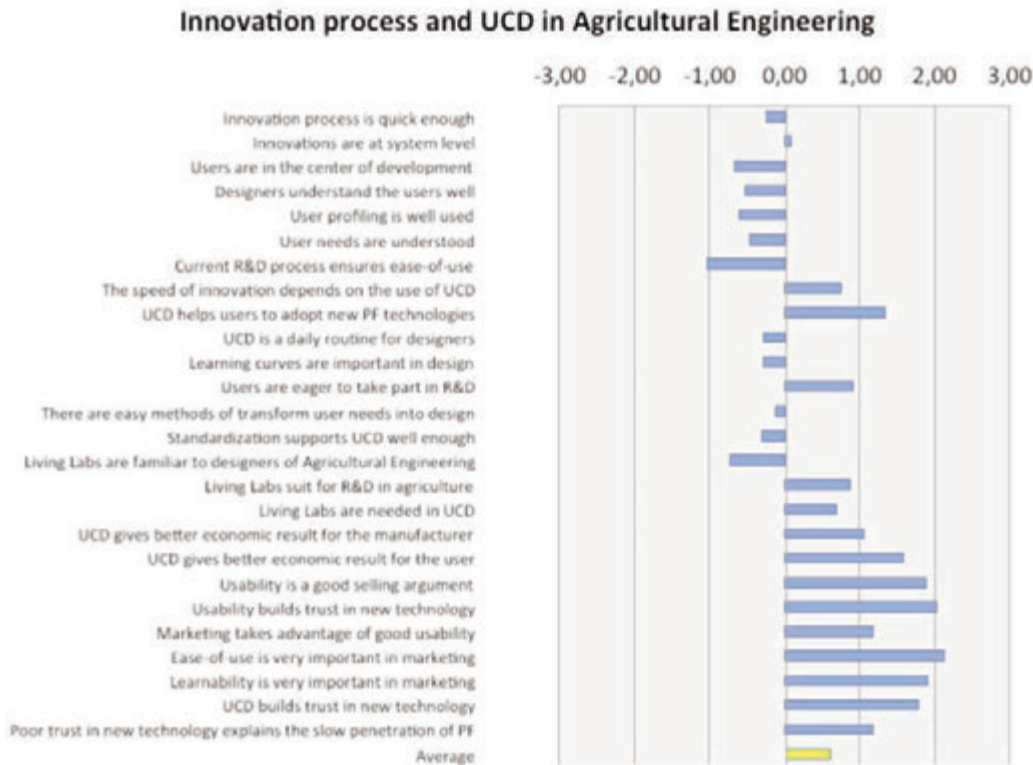 Innovation process and UCD in Agricultural Engineering
-3,00 -2,00 -1,00 0,00 1,00 2,00 3,00
Innovation process is quick enough
Innovations are at system level
Users are in the center of development
Designers understand the users well
User profiling is well used
User needs are understood
Current R&D process ensures ease-of-use
The speed of innovation depends on the use of UCD
UCD helps users to adopt new PF technologies
UCD is a daily routine for designers
Learning curves are important in design
Users are eager to take part in R&D
There are easy methods of transform user needs into design
Standardization supports UCD well enough
Living Labs are familiar to designers of Agricultural Engineering
Living Labs suit for R&D in agriculture
Living Labs are needed in UCD
UCD gives better economic result for the manufacturer
UCD gives better economic result for the user
Usability is a good selling argument
Usability builds trust in new technology
Marketing takes advantage of good usability
Ease-of-use is very important in marketing
Learnability is very important in marketing
UCD builds trust in new technology
Poor trust in new technology explains the slow penetration of PF
Average